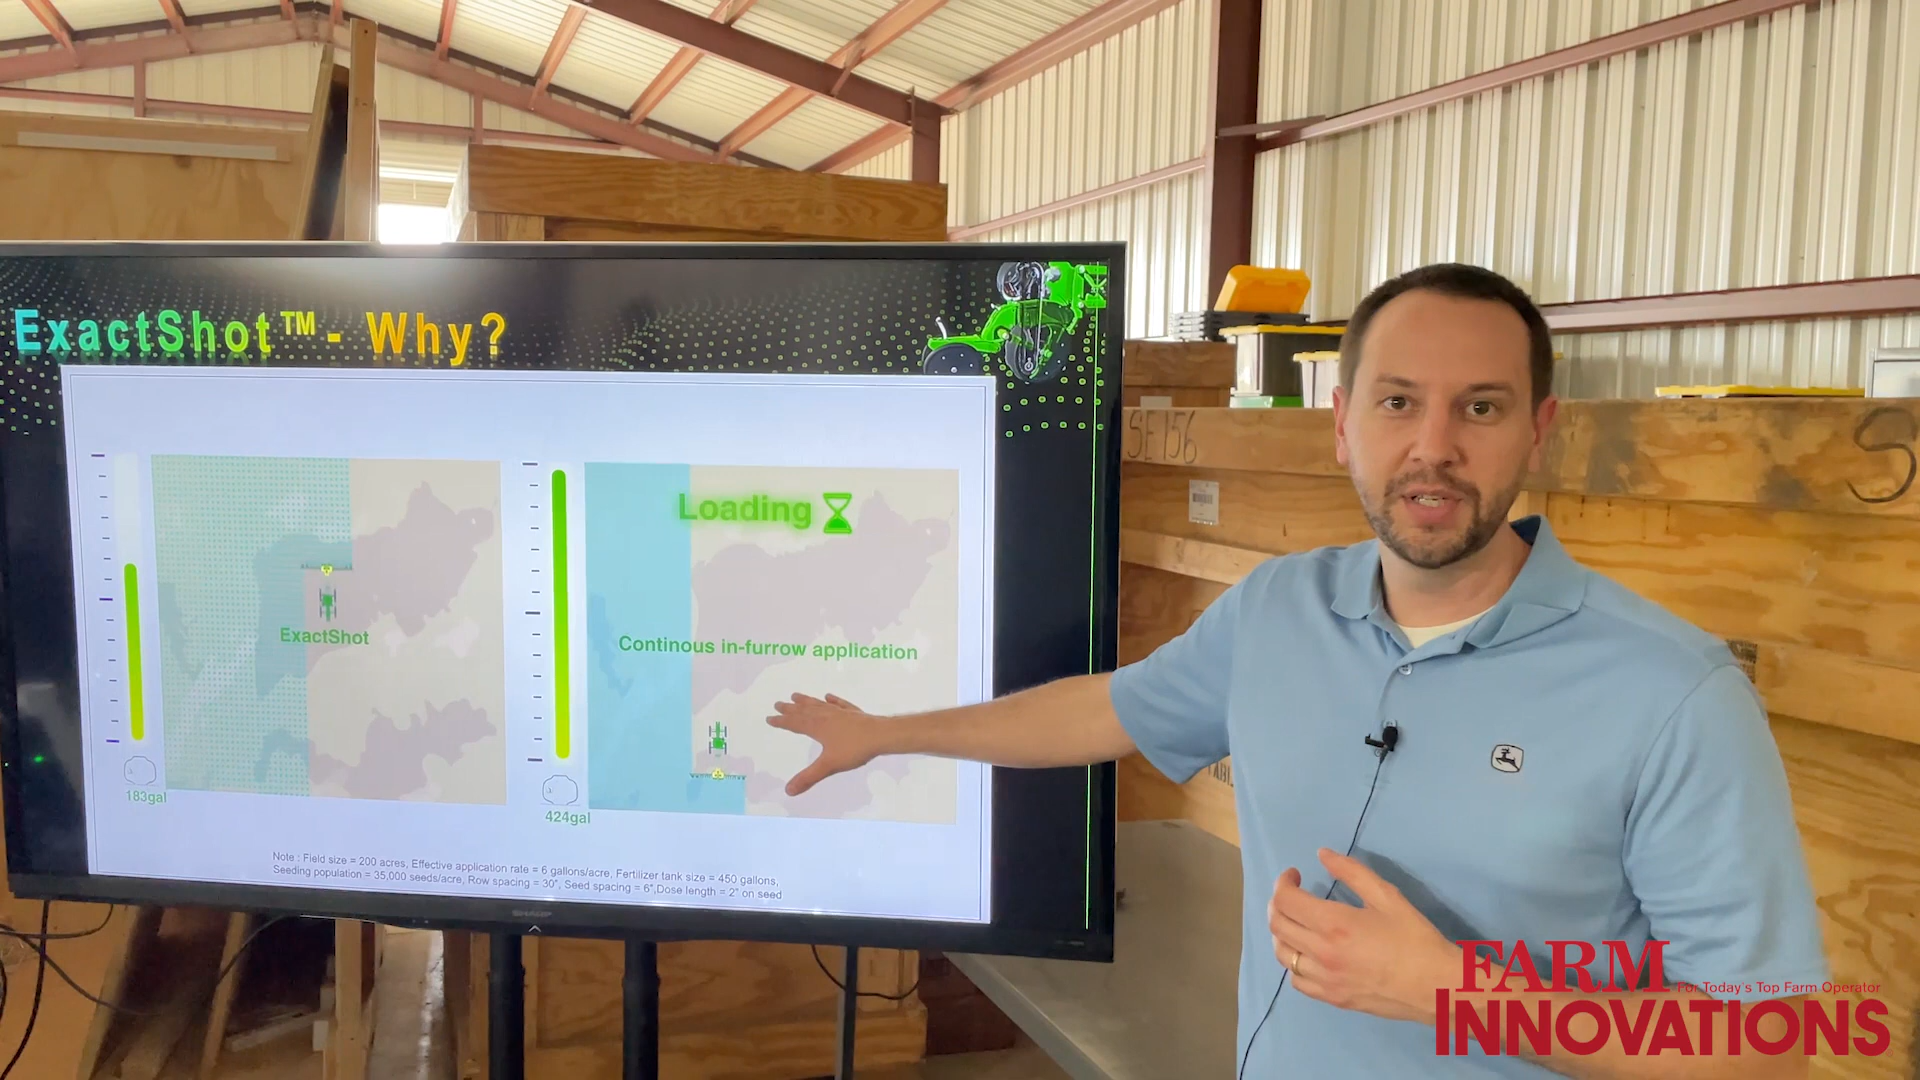 ExactShot™- Why?
Loading
ExactShot
Continous in-furrow application
183gal
424gal
Note : Field size = 200 acres, Effective application rate = 6 gallons/acre, Fertilizer tank size = 450 gallons,
Seeding population = 35,000 seeds/acre, Row spacing = 30", Seed spacing = 6",Dose length = 2" on seed
SHARP
SE156
S
FARM
For Today's Top Farm Operator
INNOVATIONS